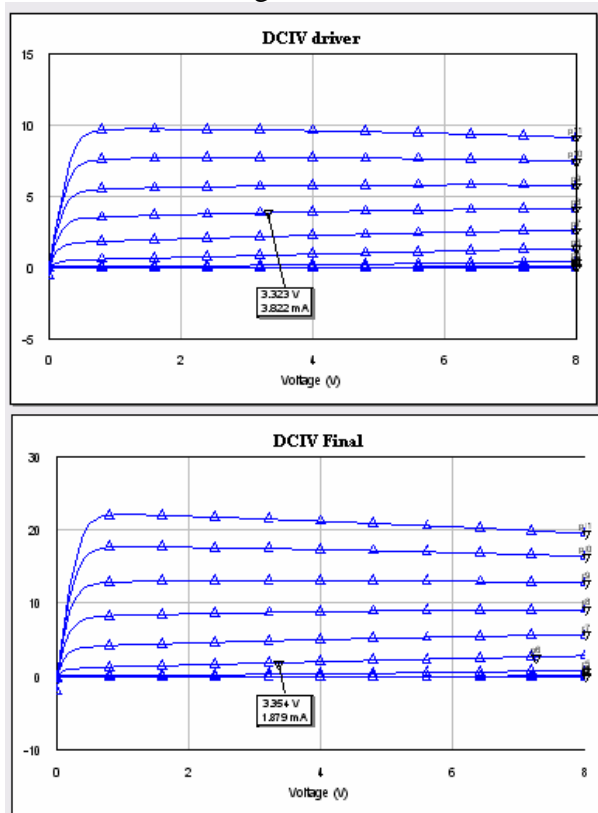 DCIV driver
15
10
5
0
-5
0 2 4 6 8
Voltage (V)
3.323 V
3.822 mA
DCIV Final
30
20
10
0
-10
0 2 4 6 8
Voltage (V)
3.354 V
1.879 mA